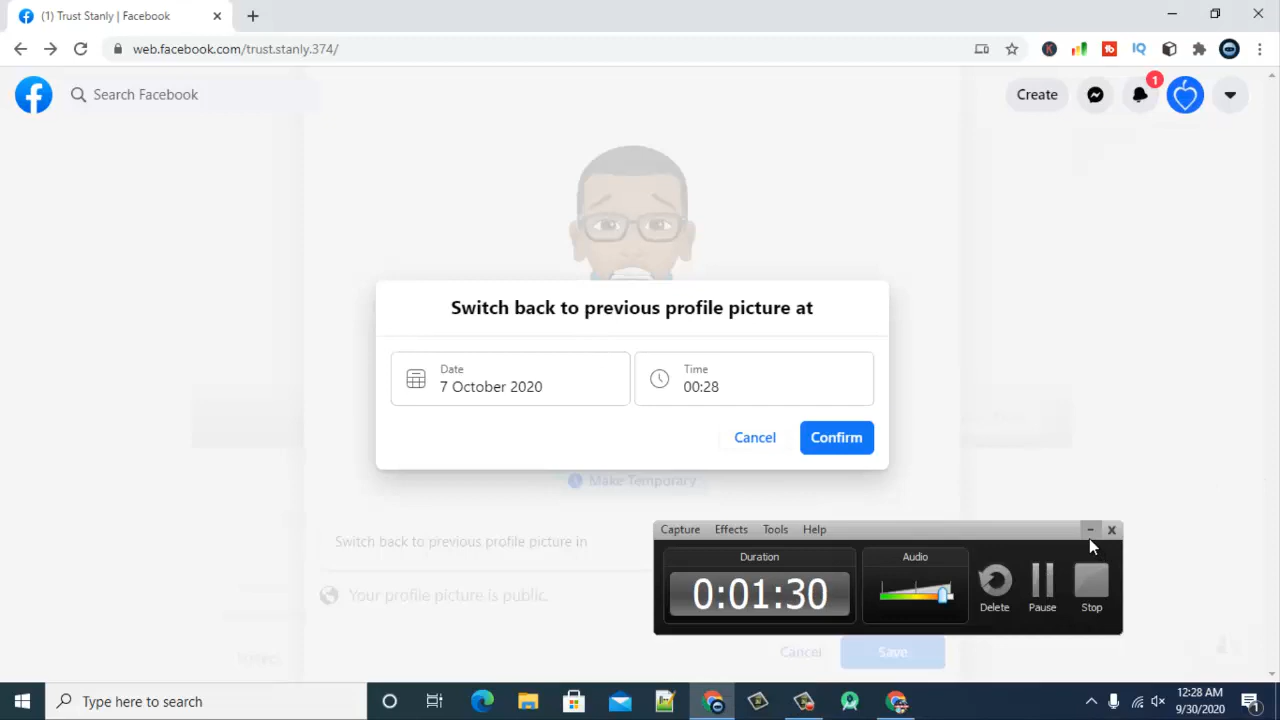 (1) Trust Stanly | Facebook
web.facebook.com/trust.stanly.374/
Search Facebook
Create
1
Switch back to previous profile picture at
Date
7 October 2020
Time
00:28
Cancel
Confirm
Make Temporary
Switch back to previous profile picture in
Your profile picture is public.
Cancel
Save
Capture
Effects
Tools
Help
Duration
0:01:30
Audio
Delete
Pause
Stop
Type here to search
12:28 AM
9/30/2020
1